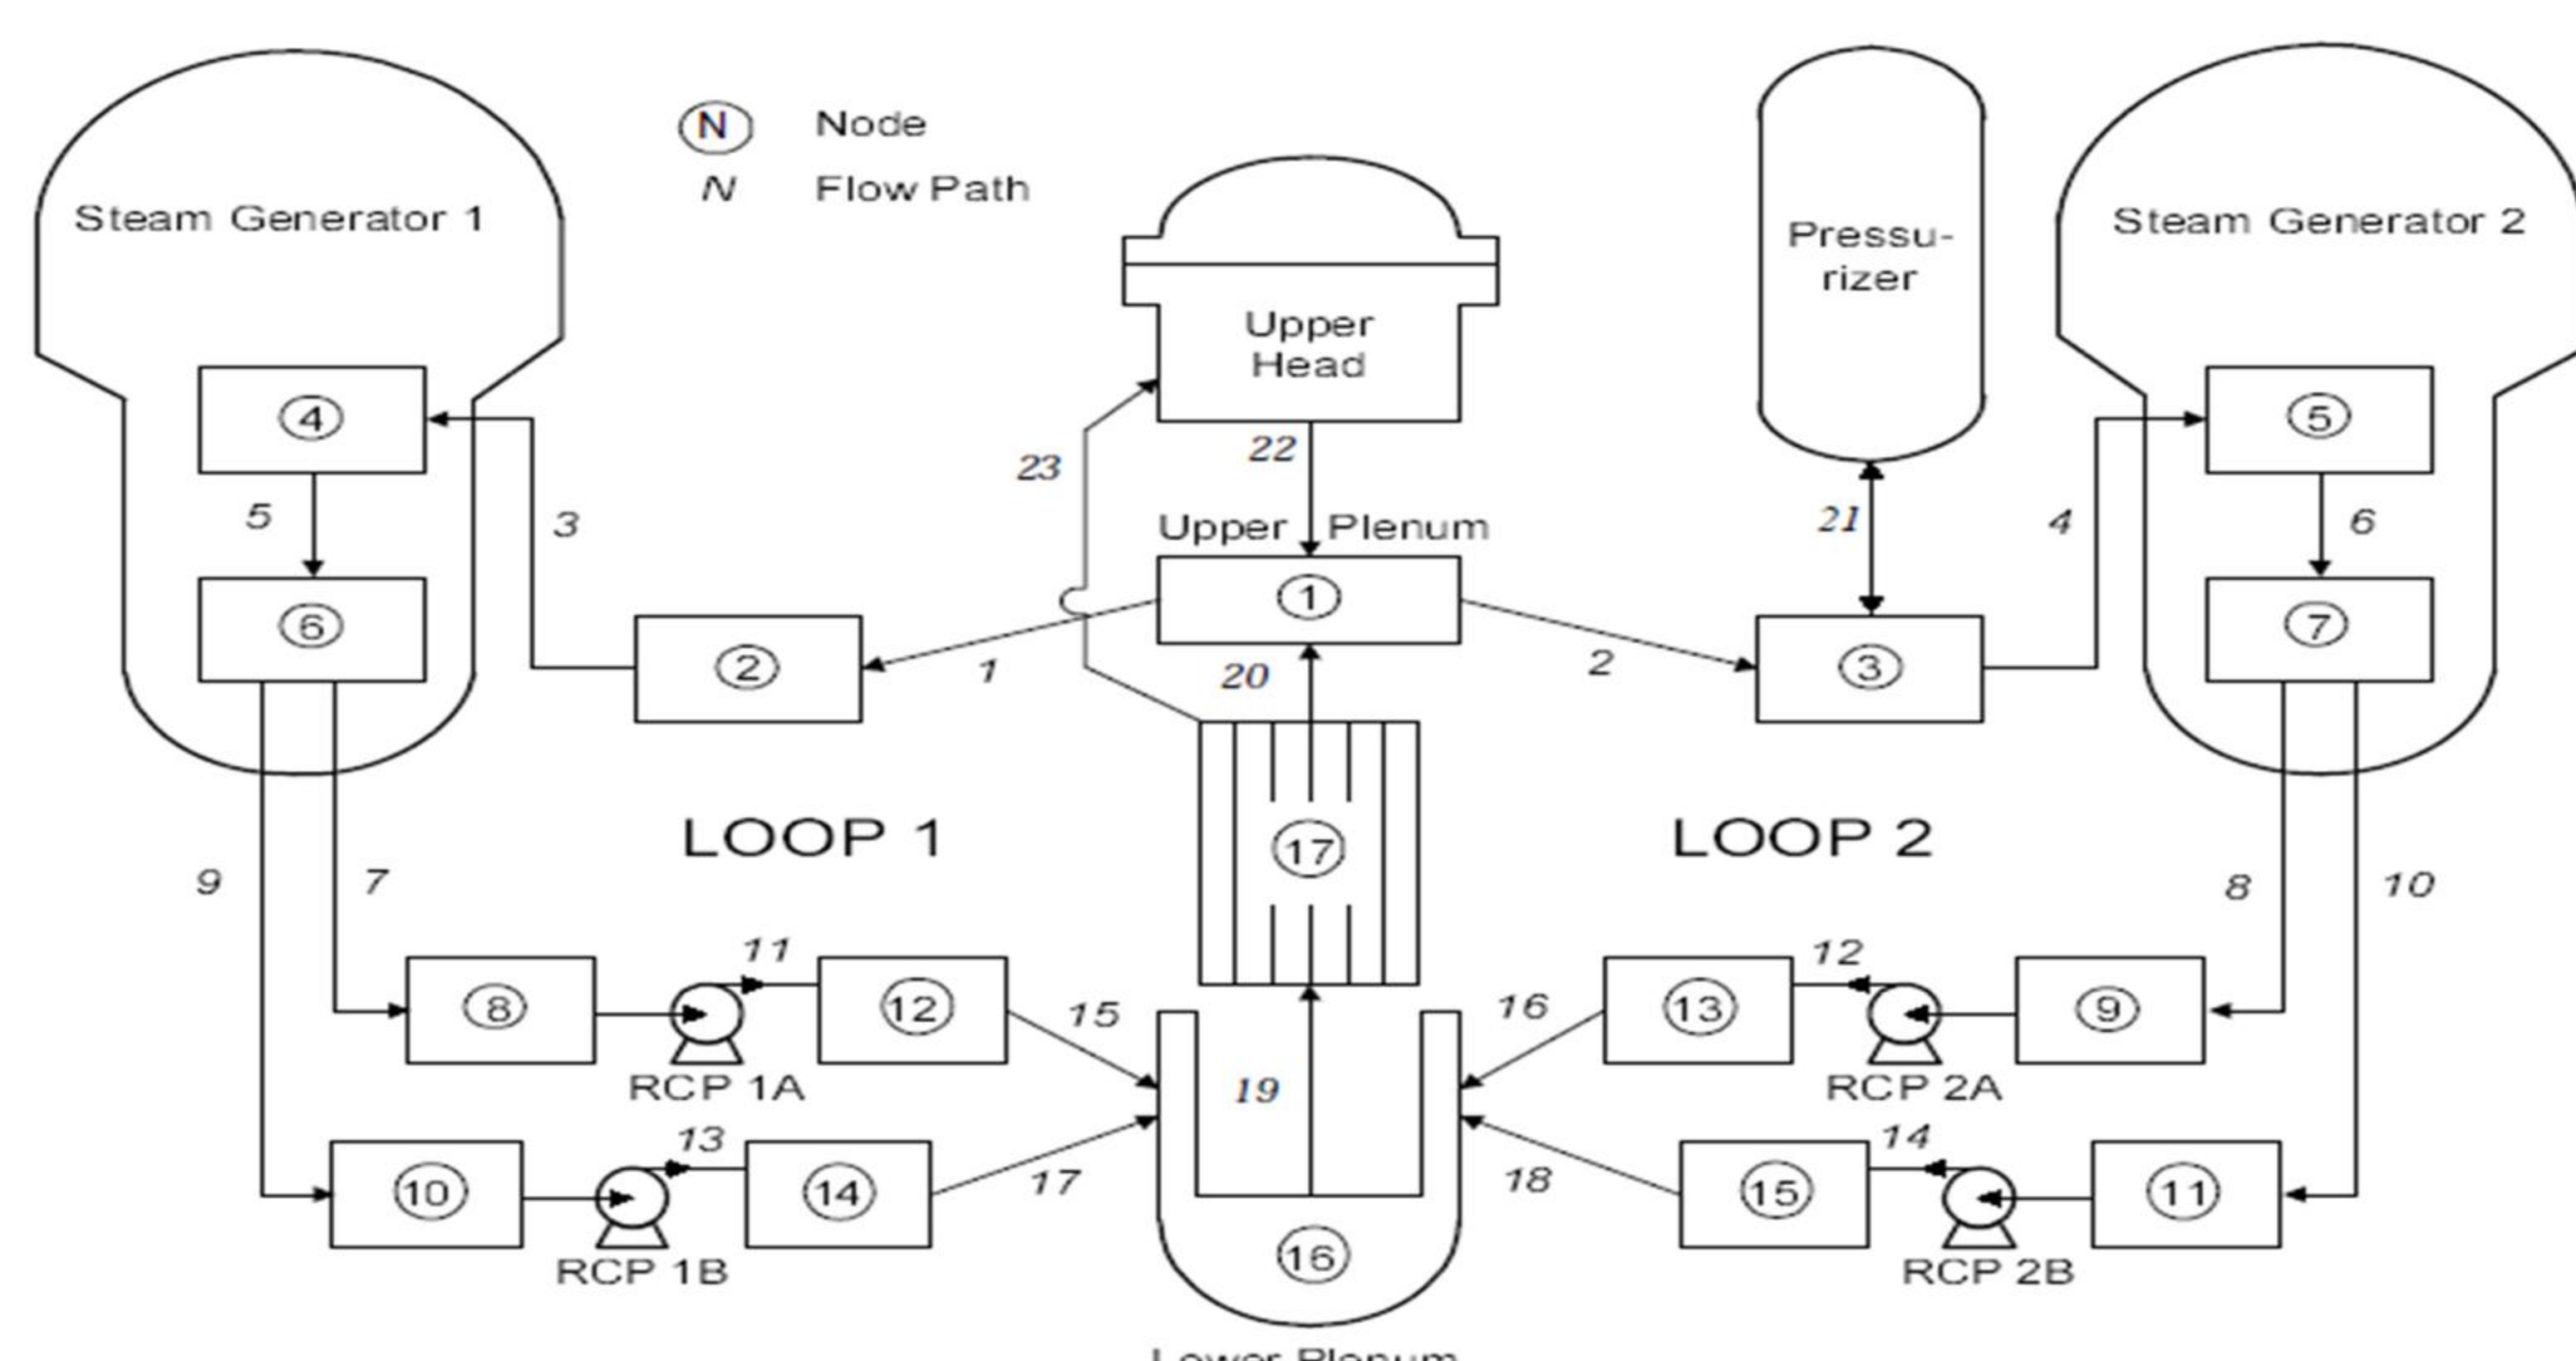 N Node
N Flow Path
Steam Generator 1
Pressu-
rizer
Steam Generator 2
Upper
Head
4
5
23
22
5
3
Upper Plenum
21
4
6
6
1
7
2
1
20
2
3
LOOP 1
17
LOOP 2
9
7
8
10
11
12
8
12
15
16
13
9
RCP 1A
19
RCP 2A
13
14
10
14
17
18
15
11
RCP 1B
16
RCP 2B
Lower Plenum